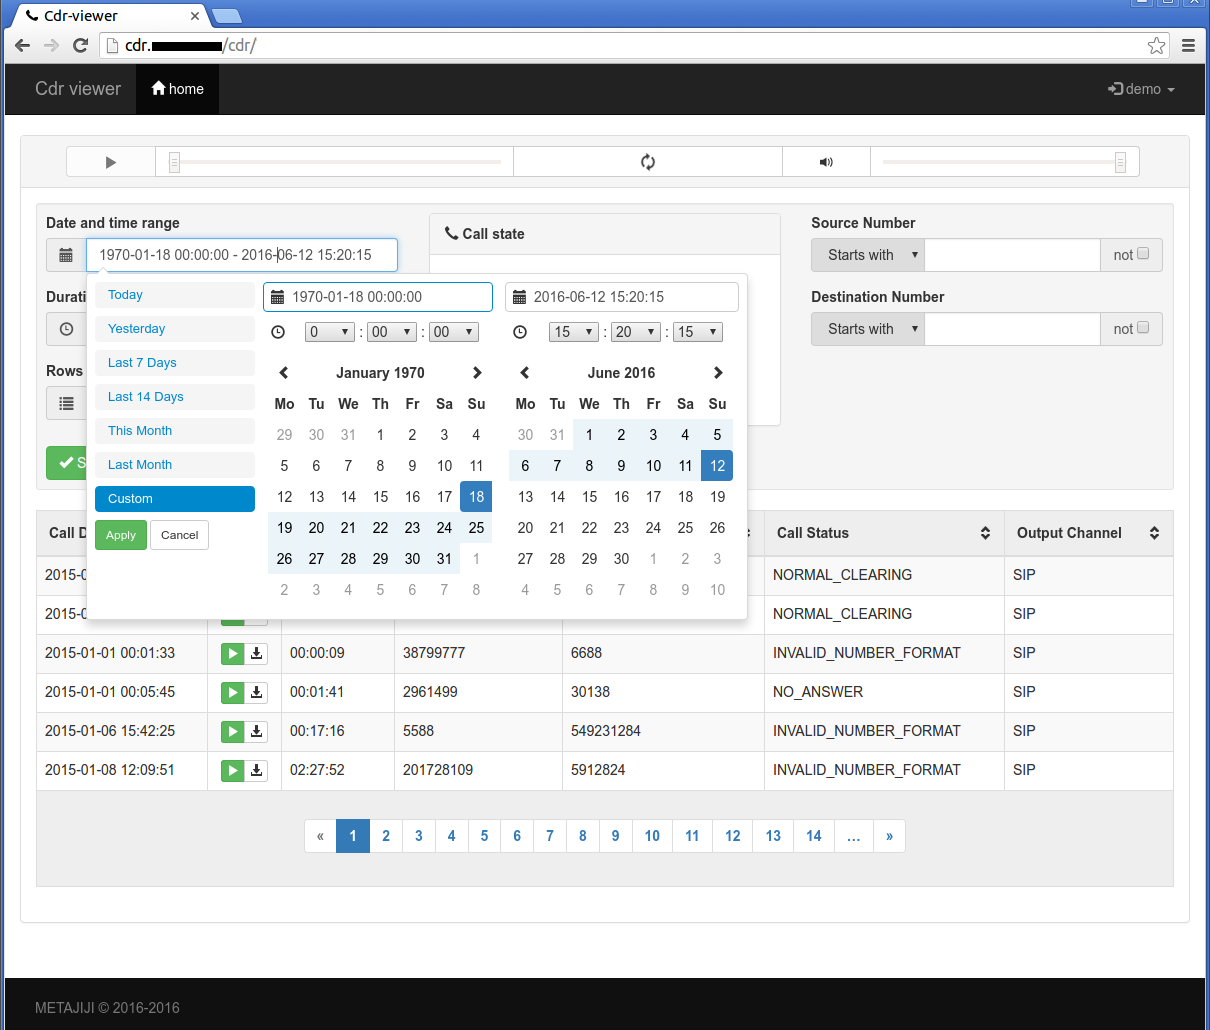 Cdr-viewer
cdr. /cdr/
Cdr viewer home demo
Date and time range
1970-01-18 00:00:00 - 2016-06-12 15:20:15
Call state
Source Number
Starts with not
Destination Number
Starts with not
Durati
Rows
S
Today
Yesterday
Last 7 Days
Last 14 Days
This Month
Last Month
Custom
Apply Cancel
1970-01-18 00:00:00
0 : 00 : 00
January 1970
Mo Tu We Th Fr Sa Su
29 30 31 1 2 3 4
5 6 7 8 9 10 11
12 13 14 15 16 17 18
19 20 21 22 23 24 25
26 27 28 29 30 31 1
2 3 4 5 6 7 8
2016-06-12 15:20:15
15 : 20 : 15
June 2016
Mo Tu We Th Fr Sa Su
30 31 1 2 3 4 5
6 7 8 9 10 11 12
13 14 15 16 17 18 19
20 21 22 23 24 25 26
27 28 29 30 1 2 3
4 5 6 7 8 9 10
Call D Call Status Output Channel
2015-0 NORMAL_CLEARING SIP
2015-0 NORMAL_CLEARING SIP
2015-01-01 00:01:33 00:00:09 38799777 6688 INVALID_NUMBER_FORMAT SIP
2015-01-01 00:05:45 00:01:41 2961499 30138 NO_ANSWER SIP
2015-01-06 15:42:25 00:17:16 5588 549231284 INVALID_NUMBER_FORMAT SIP
2015-01-08 12:09:51 02:27:52 201728109 5912824 INVALID_NUMBER_FORMAT SIP
« 1 2 3 4 5 6 7 8 9 10 11 12 13 14 ... »
METAJIJI © 2016-2016